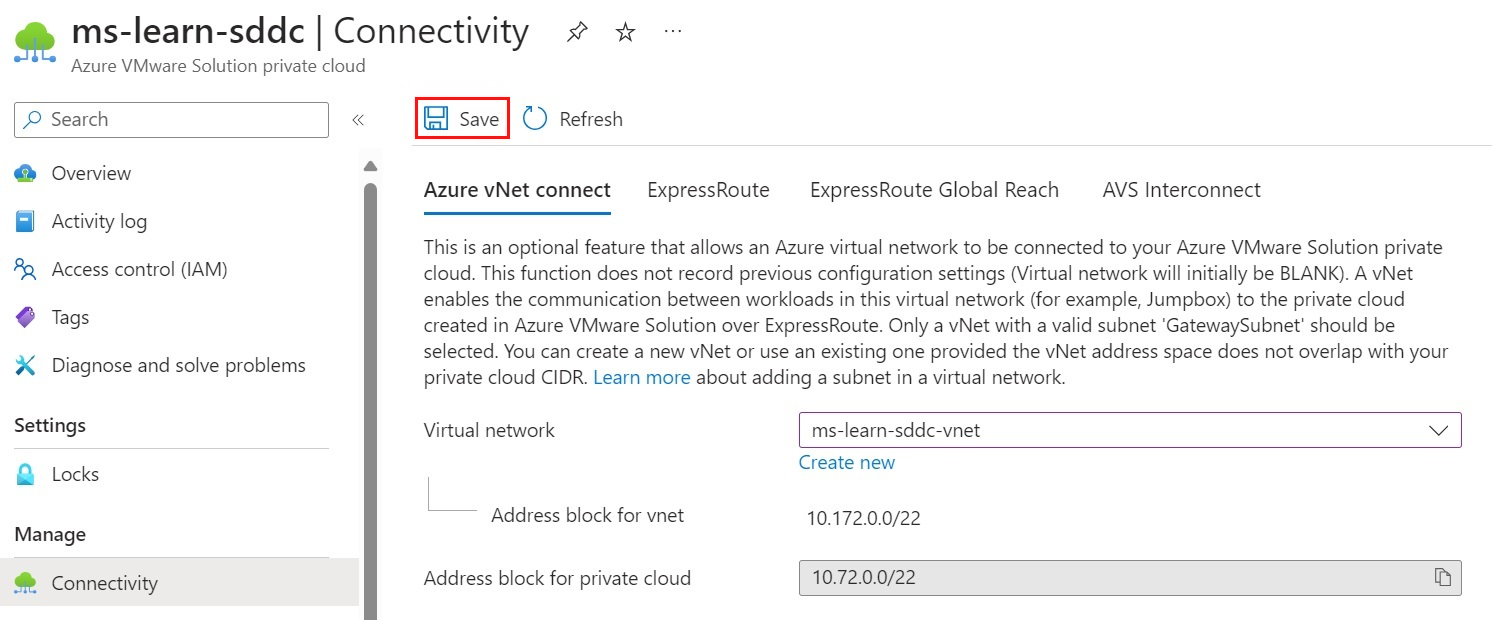 ms-learn-sddc | Connectivity
Azure VMware Solution private cloud
Search
Save
Refresh
Overview
Activity log
Access control (IAM)
Tags
Diagnose and solve problems
Settings
Locks
Manage
Connectivity
Azure vNet connect
ExpressRoute
ExpressRoute Global Reach
AVS Interconnect
This is an optional feature that allows an Azure virtual network to be connected to your Azure VMware Solution private
cloud. This function does not record previous configuration settings (Virtual network will initially be BLANK). A vNet
enables the communication between workloads in this virtual network (for example, Jumpbox) to the private cloud
created in Azure VMware Solution over ExpressRoute. Only a vNet with a valid subnet 'GatewaySubnet' should be
selected. You can create a new vNet or use an existing one provided the vNet address space does not overlap with your
private cloud CIDR. Learn more about adding a subnet in a virtual network.
Virtual network
ms-learn-sddc-vnet
Create new
Address block for vnet
10.172.0.0/22
Address block for private cloud
10.72.0.0/22